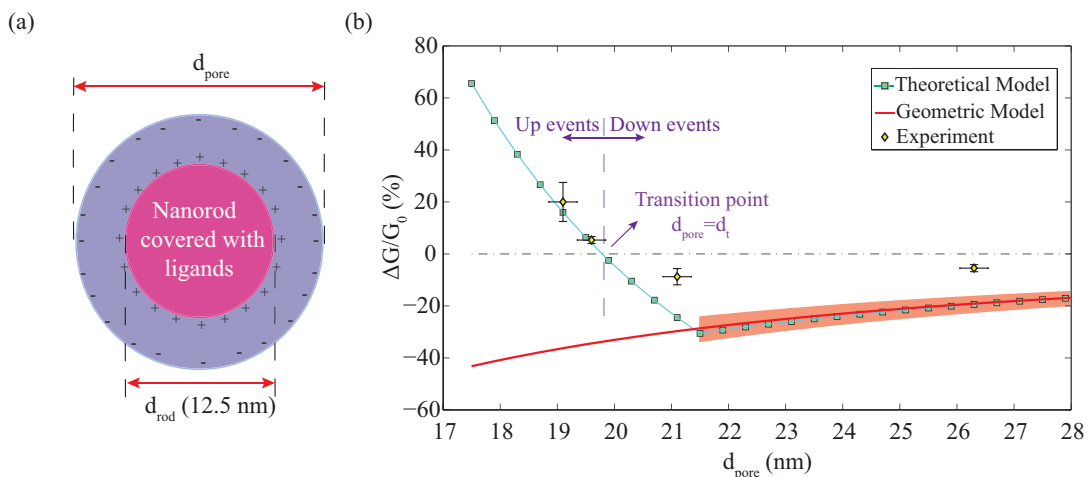 (a)
d_pore
Nanorod
covered with
ligands
d_rod (12.5 nm)
(b)
ΔG/G_0 (%)
80
60
40
20
0
−20
−40
−60
17 18 19 20 21 22 23 24 25 26 27 28
d_pore (nm)
Up events Down events
Transition point
d_pore=d_t
Theoretical Model
Geometric Model
Experiment